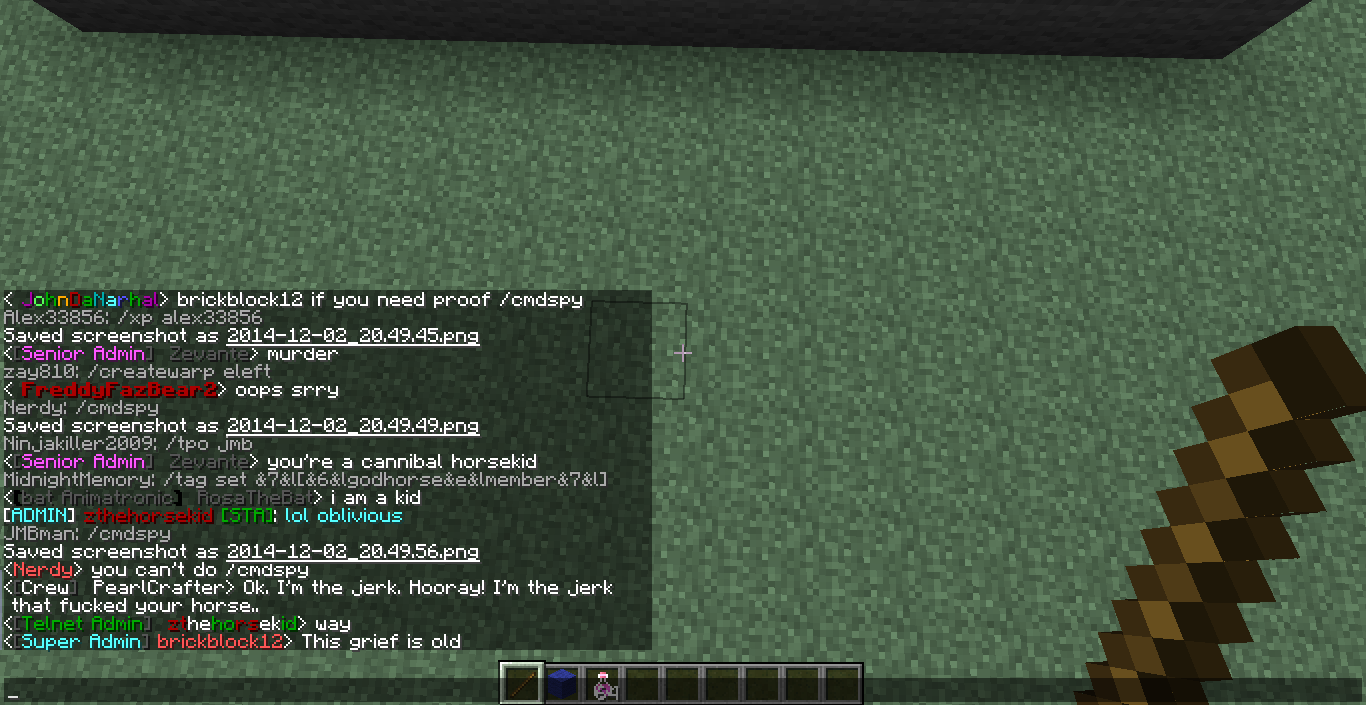 < JohnDaNarhal> brickblock12 if you need proof /cmdspy
Alex33856: /xp alex33856
Saved screenshot as 2014-12-02_20.49.45.png
<[Senior Admin] Zevante> murder
zay810: /createwarp eleft
< FreddyFazBear2> oops srry
Nerdy: /cmdspy
Saved screenshot as 2014-12-02_20.49.49.png
Ninjakiller2009: /tpo jmb
<[Senior Admin] Zevante> you're a cannibal horsekid
MidnightMemory: /tag set &7&l[&6&lgodhorse&e&lmember&7&l]
<[bat Animatronic] RosaTheBat> i am a kid
[ADMIN] zthehorsekid [STA]: lol oblivious
JMBman: /cmdspy
Saved screenshot as 2014-12-02_20.49.56.png
<Nerdy> you can't do /cmdspy
<[Crew] PearlCrafter> Ok. I'm the jerk. Hooray! I'm the jerk
that fucked your horse..
<[Telnet Admin] zthehorsekid> way
<[Super Admin] brickblock12> This grief is old
_
64